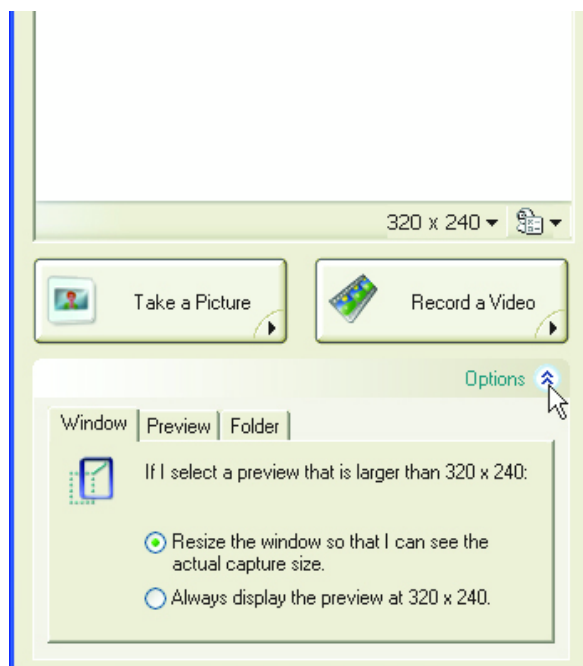 320 x 240
Take a Picture
Record a Video
Options
Window
Preview
Folder
If I select a preview that is larger than 320 x 240:
Resize the window so that I can see the
actual capture size.
Always display the preview at 320 x 240.